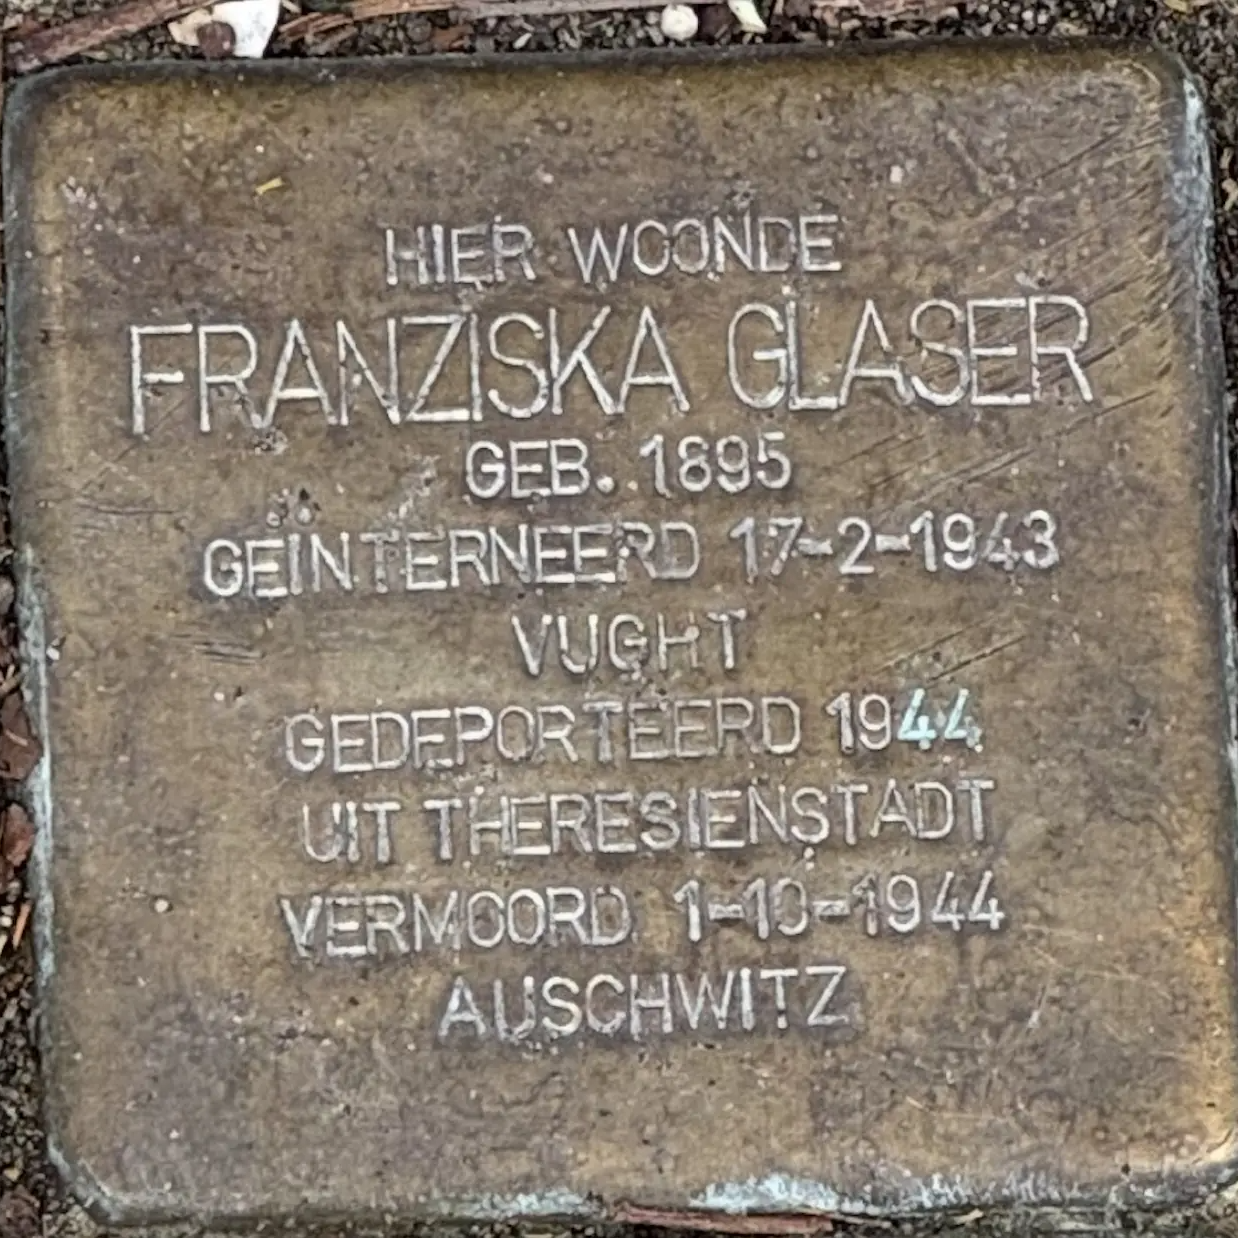 HIER WOONDE
FRANZISKA GLASER
GEB. 1895
GEÏNTERNEERD 17-2-1943
VUGHT
GEDEPORTEERD 1944
UIT THERESIENSTADT
VERMOORD 1-10-1944
AUSCHWITZ